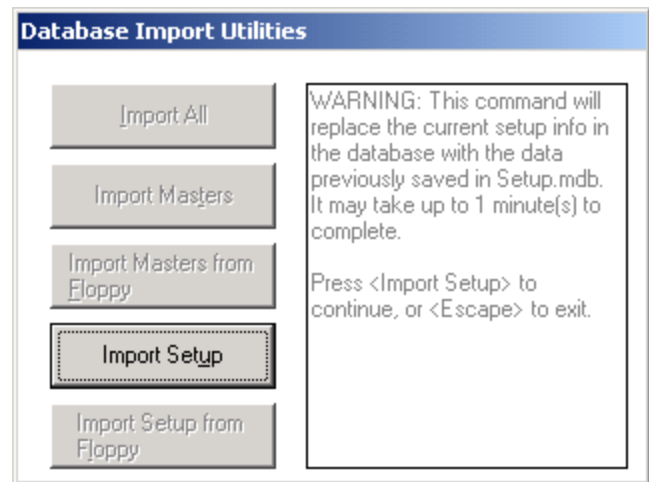 Database Import Utilities
Import All
Import Masters
Import Masters from
Floppy
Import Setup
Import Setup from
Floppy
WARNING: This command will
replace the current setup info in
the database with the data
previously saved in Setup.mdb.
It may take up to 1 minute(s) to
complete.
Press <Import Setup> to
continue, or <Escape> to exit.